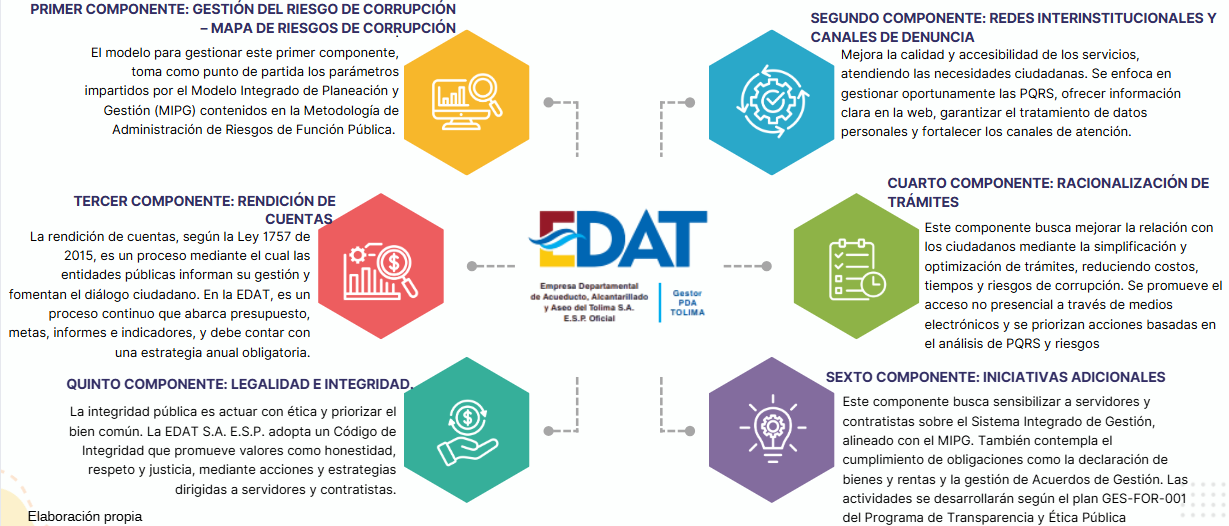 PRIMER COMPONENTE: GESTIÓN DEL RIESGO DE CORRUPCIÓN
– MAPA DE RIESGOS DE CORRUPCIÓN
El modelo para gestionar este primer componente,
toma como punto de partida los parámetros
impartidos por el Modelo Integrado de Planeación y
Gestión (MIPG) contenidos en la Metodología de
Administración de Riesgos de Función Pública.
SEGUNDO COMPONENTE: REDES INTERINSTITUCIONALES Y
CANALES DE DENUNCIA
Mejora la calidad y accesibilidad de los servicios,
atendiendo las necesidades ciudadanas. Se enfoca en
gestionar oportunamente las PQRS, ofrecer información
clara en la web, garantizar el tratamiento de datos
personales y fortalecer los canales de atención.
TERCER COMPONENTE: RENDICIÓN DE
CUENTAS
La rendición de cuentas, según la Ley 1757 de
2015, es un proceso mediante el cual las
entidades públicas informan su gestión y
fomentan el diálogo ciudadano. En la EDAT, es un
proceso continuo que abarca presupuesto,
metas, informes e indicadores, y debe contar con
una estrategia anual obligatoria.
EDAT
Empresa Departamental
de Acueducto, Alcantarillado
y Aseo del Tolima S.A.
E.S.P. Oficial
Gestor
PDA
TOLIMA
CUARTO COMPONENTE: RACIONALIZACIÓN DE
TRÁMITES
Este componente busca mejorar la relación con
los ciudadanos mediante la simplificación y
optimización de trámites, reduciendo costos,
tiempos y riesgos de corrupción. Se promueve el
acceso no presencial a través de medios
electrónicos y se priorizan acciones basadas en
el análisis de PQRS y riesgos
QUINTO COMPONENTE: LEGALIDAD E INTEGRIDAD.
La integridad pública es actuar con ética y priorizar el
bien común. La EDAT S.A. E.S.P. adopta un Código de
Integridad que promueve valores como honestidad,
respeto y justicia, mediante acciones y estrategias
dirigidas a servidores y contratistas.
SEXTO COMPONENTE: INICIATIVAS ADICIONALES
Este componente busca sensibilizar a servidores y
contratistas sobre el Sistema Integrado de Gestión,
alineado con el MIPG. También contempla el
cumplimiento de obligaciones como la declaración de
bienes y rentas y la gestión de Acuerdos de Gestión. Las
actividades se desarrollarán según el plan GES-FOR-001
del Programa de Transparencia y Ética Pública
Elaboración propia